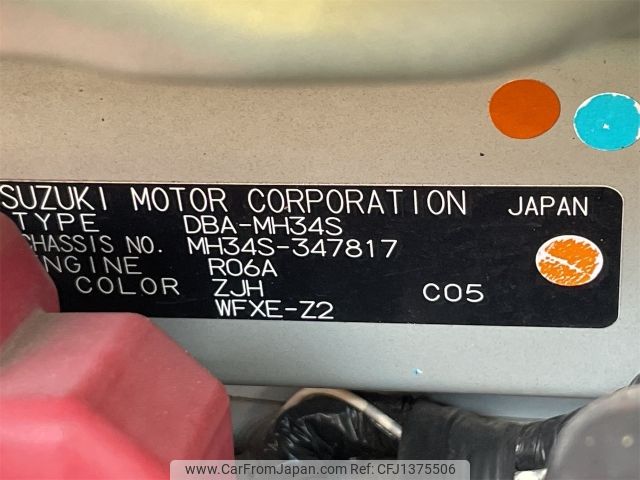 SUZUKI MOTOR CORPORATION JAPAN
TYPE DBA-MH34S
CHASSIS NO. MH34S-347817
ENGINE R06A
COLOR ZJH C05
WFXE-Z2
www.CarFromJapan.com | CFJ1375506